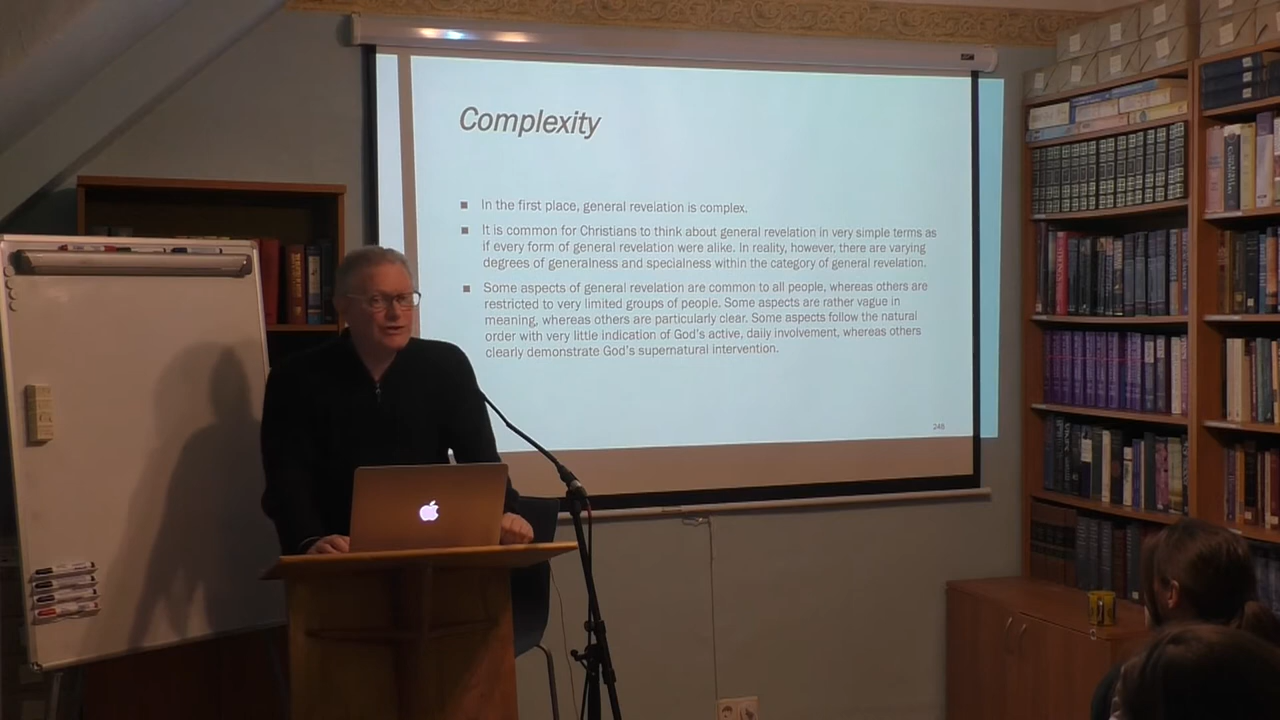 Complexity
In the first place, general revelation is complex.
It is common for Christians to think about general revelation in very simple terms as
if every form of general revelation were alike. In reality, however, there are varying
degrees of generalness and specialness within the category of general revelation.
Some aspects of general revelation are common to all people, whereas others are
restricted to very limited groups of people. Some aspects are rather vague in
meaning, whereas others are particularly clear. Some aspects follow the natural
order with very little indication of God's active, daily involvement, whereas others
clearly demonstrate God's supernatural intervention.